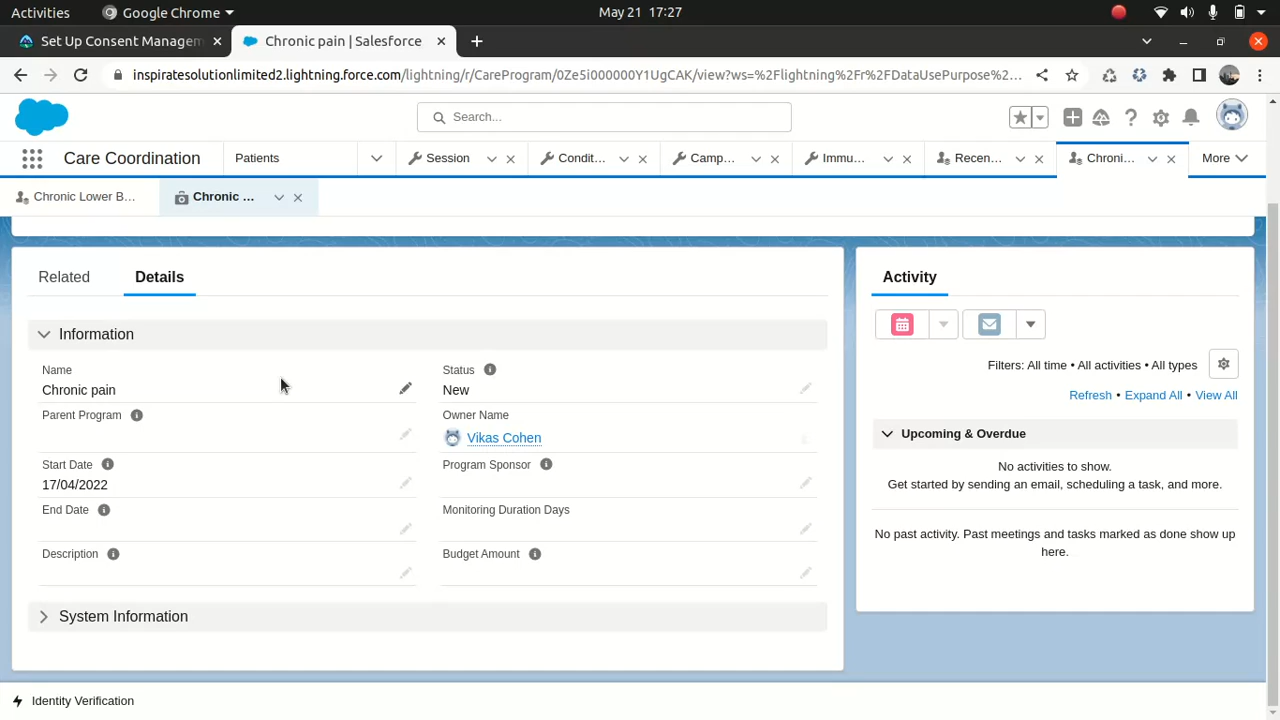 Activities Google Chrome May 21 17:27
Set Up Consent Managem Chronic pain | Salesforce
inspiratesolutionlimited2.lightning.force.com/lightning/r/CareProgram/0Ze5i000000Y1UgCAK/view?ws=%2Flightning%2Fr%2FDataUsePurpose%2...
Search...
Care Coordination Patients Session Condit... Camp... Immu... Recen... Chroni... More
Chronic Lower B... Chronic ...
Related Details
Information
Name
Chronic pain
Status
New
Parent Program
Owner Name
Vikas Cohen
Start Date
17/04/2022
Program Sponsor
End Date
Monitoring Duration Days
Description
Budget Amount
System Information
Activity
Filters: All time • All activities • All types
Refresh • Expand All • View All
Upcoming & Overdue
No activities to show.
Get started by sending an email, scheduling a task, and more.
No past activity. Past meetings and tasks marked as done show up
here.
Identity Verification